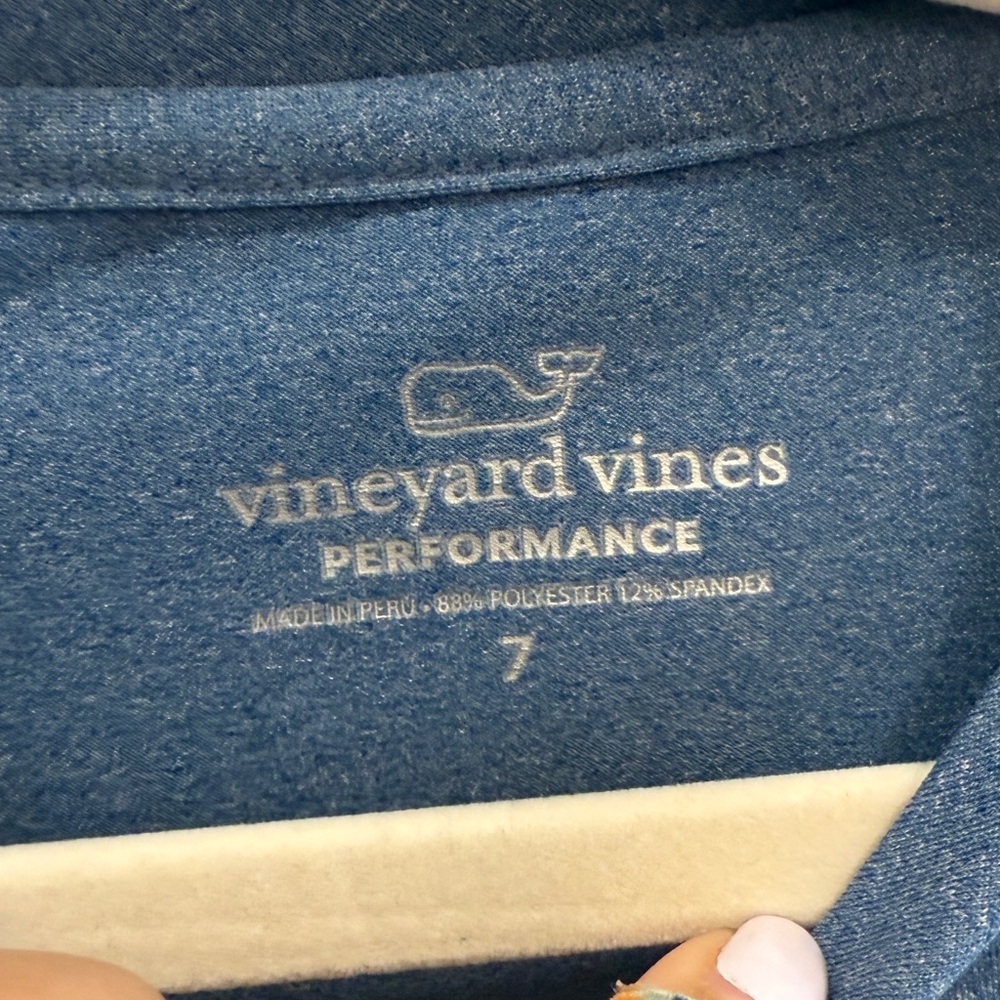 vineyard vines
PERFORMANCE
MADE IN PERU • 88% POLYESTER 12% SPANDEX
7